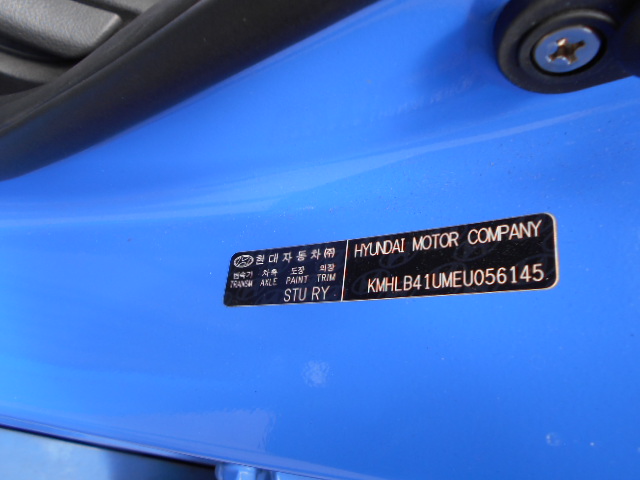 현대자동차㈜
변속기 차축 도장 의장
TRANSM AXLE PAINT TRIM
STU RY
HYUNDAI MOTOR COMPANY
KMHLB41UMEU056145